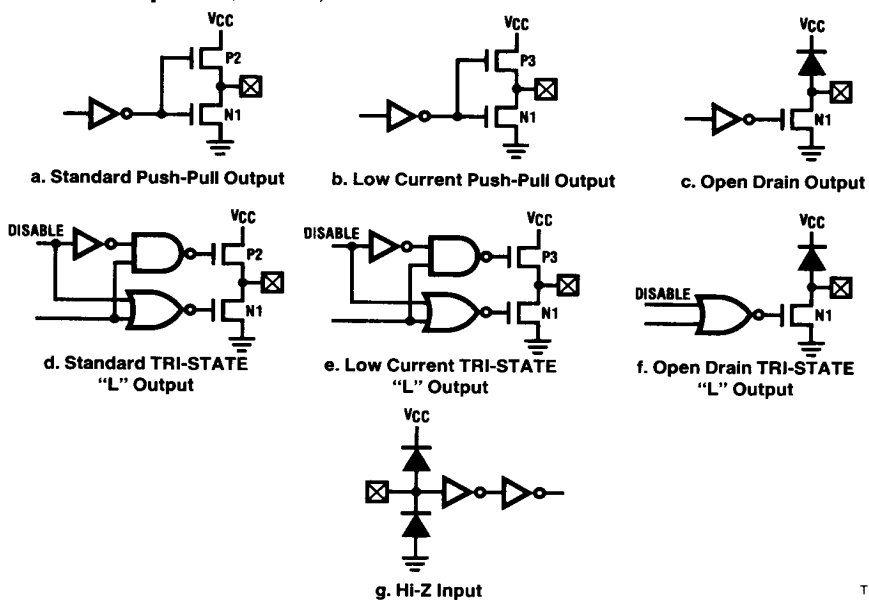 VCC VCC VCC
P2 P3
N1 N1 N1
a. Standard Push-Pull Output b. Low Current Push-Pull Output c. Open Drain Output
VCC VCC VCC
DISABLE DISABLE
P2 P3
DISABLE
N1 N1 N1
d. Standard TRI-STATE e. Low Current TRI-STATE f. Open Drain TRI-STATE
"L" Output "L" Output "L" Output
VCC
g. Hi-Z Input
T